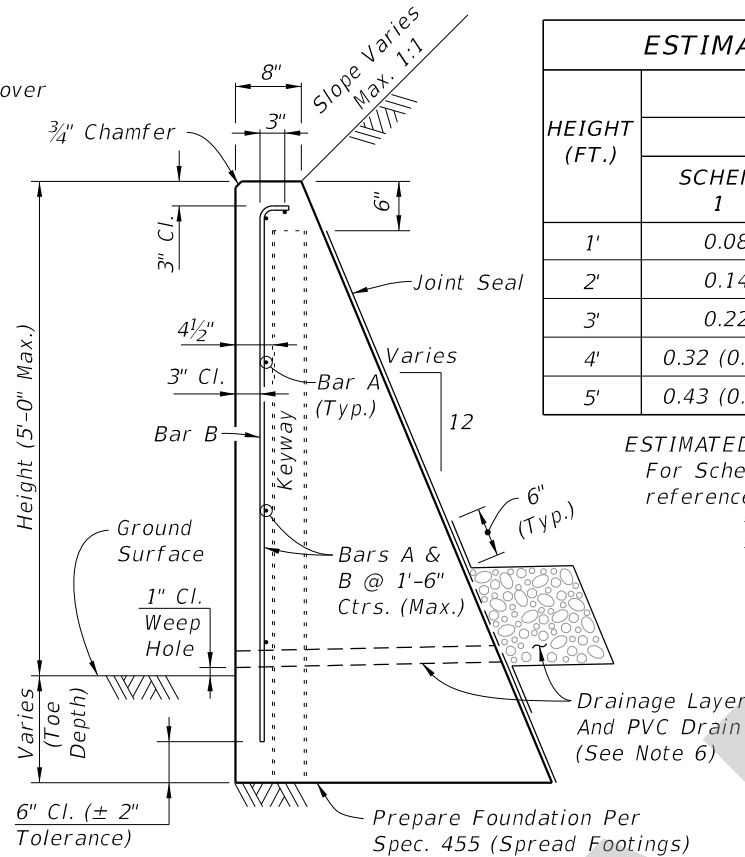 over
¾" Chamfer
8"
3"
Slope Varies
Max. 1:1
3" Cl.
6"
Joint Seal
4½"
3" Cl.
Bar A
(Typ.)
Varies
12
Bar B
Keyway
Height (5'-0" Max.)
Ground
Surface
6"
(Typ.)
Bars A &
B @ 1'-6"
Ctrs. (Max.)
1" Cl.
Weep
Hole
Varies
(Toe
Depth)
Drainage Layer
And PVC Drain
(See Note 6)
6" Cl. (± 2"
Tolerance)
Prepare Foundation Per
Spec. 455 (Spread Footings)
ESTIMA
HEIGHT
(FT.)
SCHE
1
1' 0.08
2' 0.14
3' 0.22
4' 0.32 (0.
5' 0.43 (0.
ESTIMATED
For Sche
reference